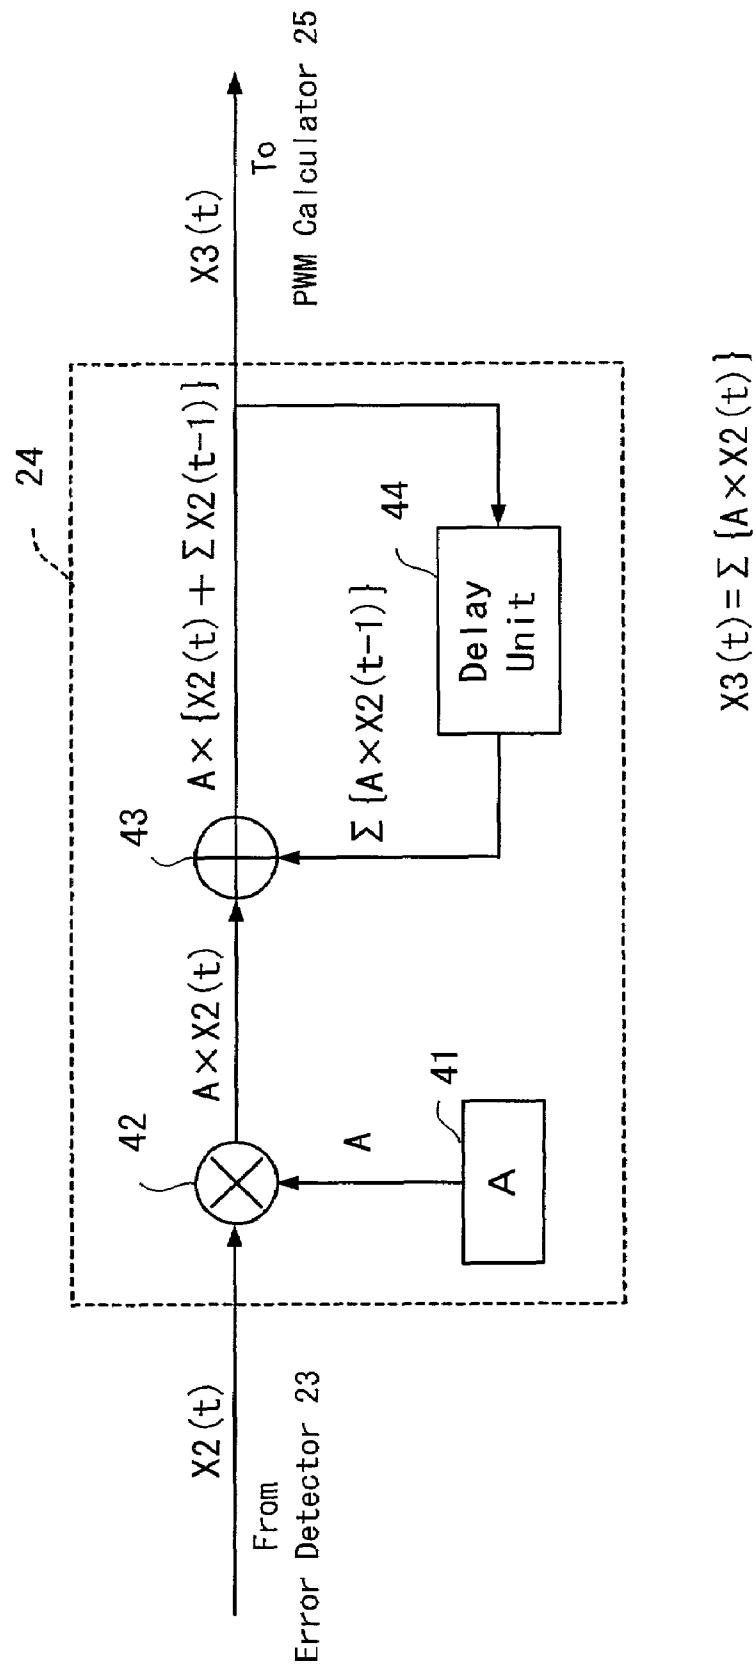 24
X2(t)
From
Error Detector 23
42
A×X2(t)
43
A×{X2(t)+ΣX2(t-1)}
X3(t)
To
PWM Calculator 25
A
41
A
Σ{A×X2(t-1)}
44
Delay
Unit
X3(t)=Σ{A×X2(t)}